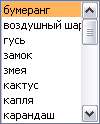 бумеранг
воздушный шар
гусь
замок
змея
кактус
капля
карандаш